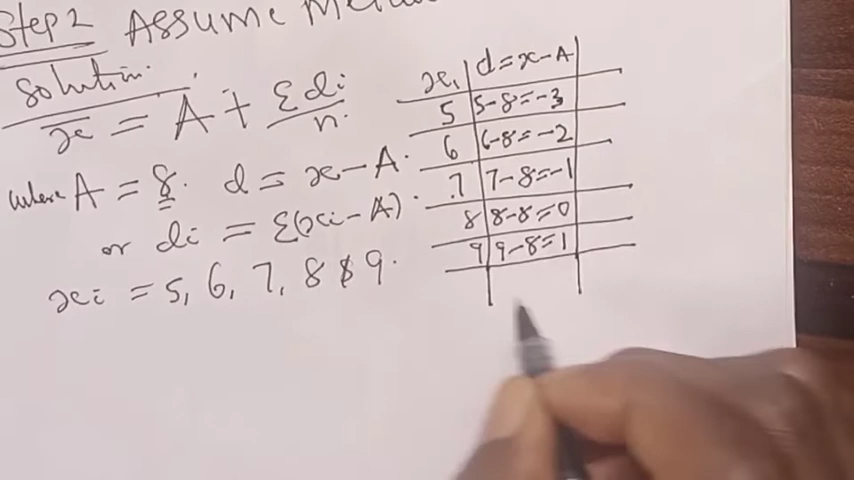 Step 2 Assume
Solution:
x̄ = A + Σdi/n.
where A = 8. d = x - A.
or di = Σ(xi - A).
xi = 5, 6, 7, 8 & 9.
xi | d = x - A
5 | 5-8=-3
6 | 6-8=-2
7 | 7-8=-1
8 | 8-8=0
9 | 9-8=1